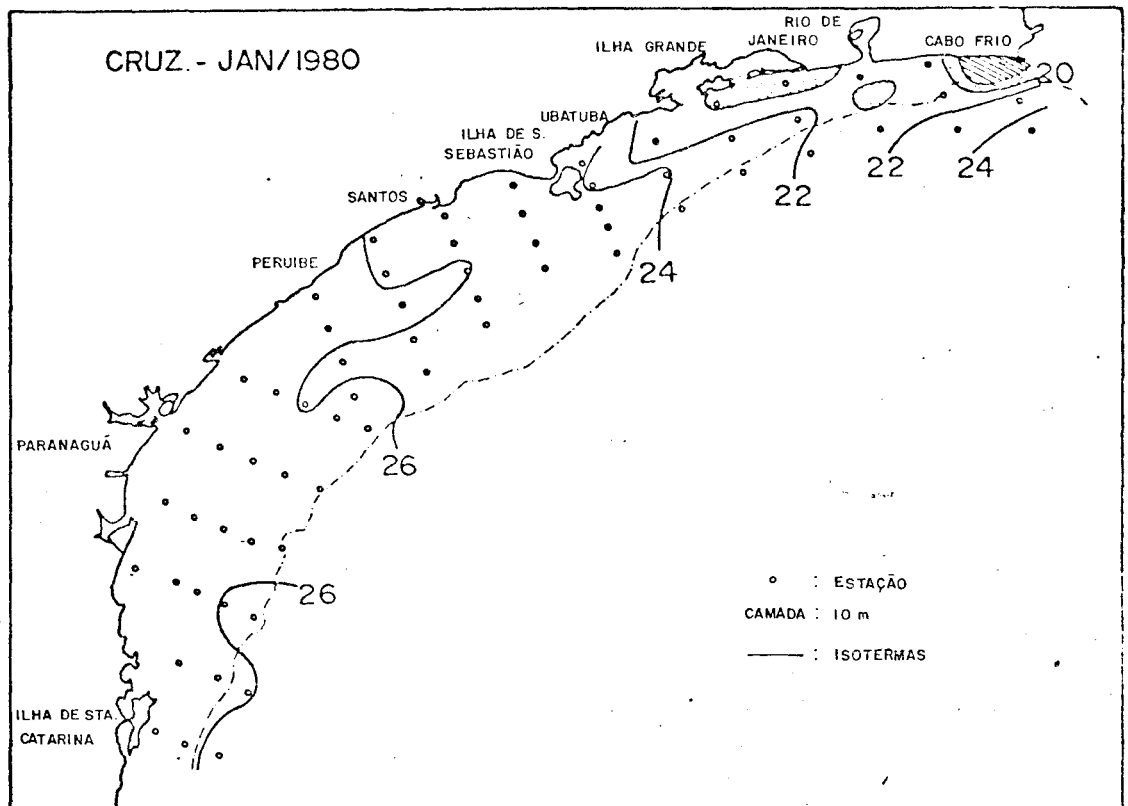 CRUZ. - JAN/1980
RIO DE
JANEIRO
ILHA GRANDE
CABO FRIO
20
UBATUBA
ILHA DE S.
SEBASTIÃO
22
22
24
SANTOS
24
PERUIBE
PARANAGUÁ
26
26
o : ESTAÇÃO
CAMADA : 10 m
—— : ISOTERMAS
ILHA DE STA.
CATARINA